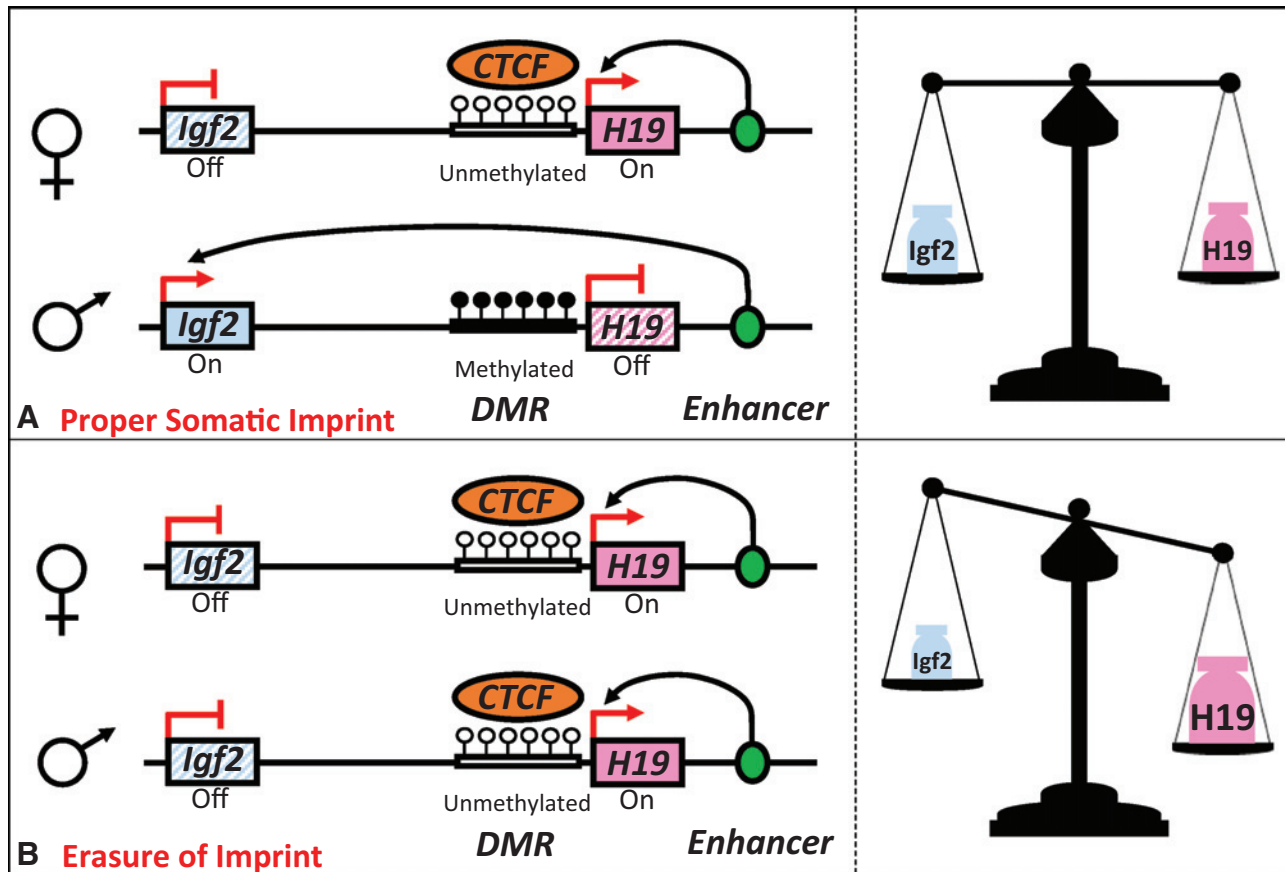 CTCF
Igf2
H19
Off
Unmethylated
On
Igf2
H19
Igf2
H19
On
Methylated
Off
A Proper Somatic Imprint
DMR
Enhancer
CTCF
Igf2
H19
Off
Unmethylated
On
Igf2
H19
CTCF
Igf2
H19
Off
Unmethylated
On
B Erasure of Imprint
DMR
Enhancer